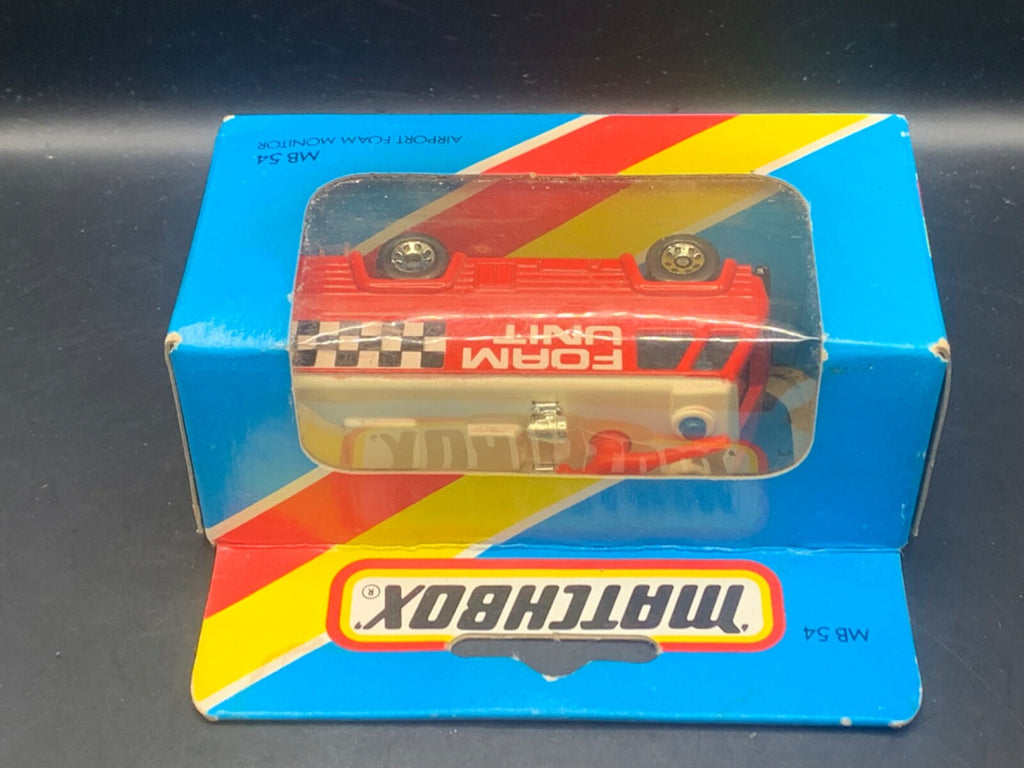 MATCHBOX®
MB 54
FOAM
UNIT
MB 54
AIRPORT FOAM MONITOR